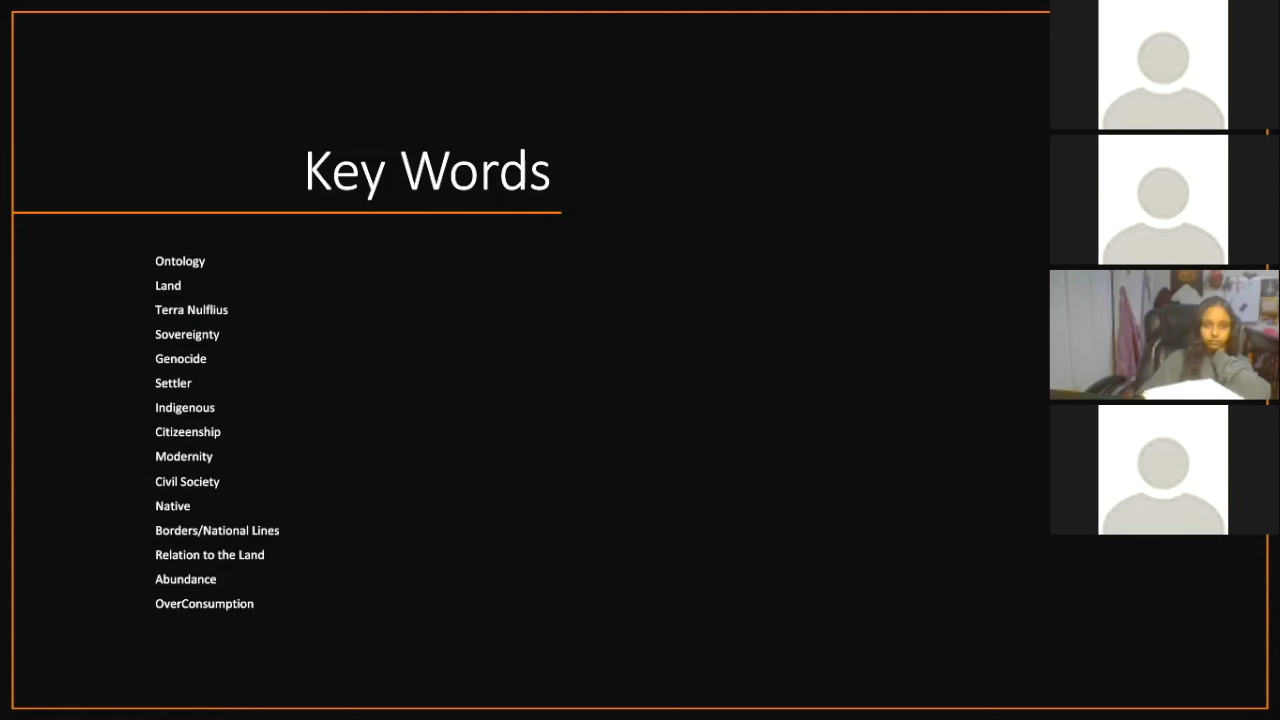 Key Words
Ontology
Land
Terra Nulflius
Sovereignty
Genocide
Settler
Indigenous
Citizeenship
Modernity
Civil Society
Native
Borders/National Lines
Relation to the Land
Abundance
OverConsumption